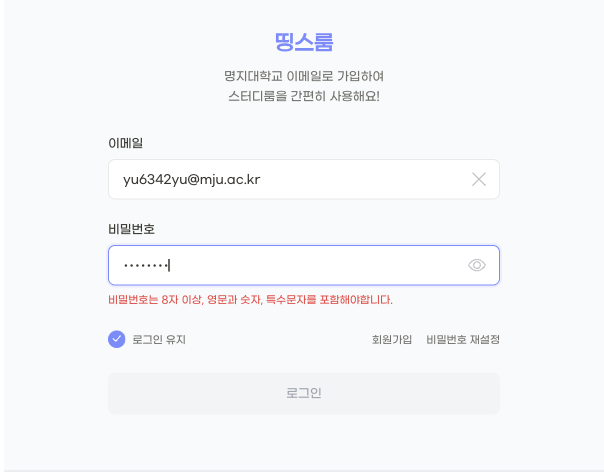 띵스룸
명지대학교 이메일로 가입하여
스터디룸을 간편히 사용해요!
이메일
yu6342yu@mju.ac.kr
비밀번호
••••••••
비밀번호는 8자 이상, 영문과 숫자, 특수문자를 포함해야합니다.
로그인 유지 회원가입 비밀번호 재설정
로그인